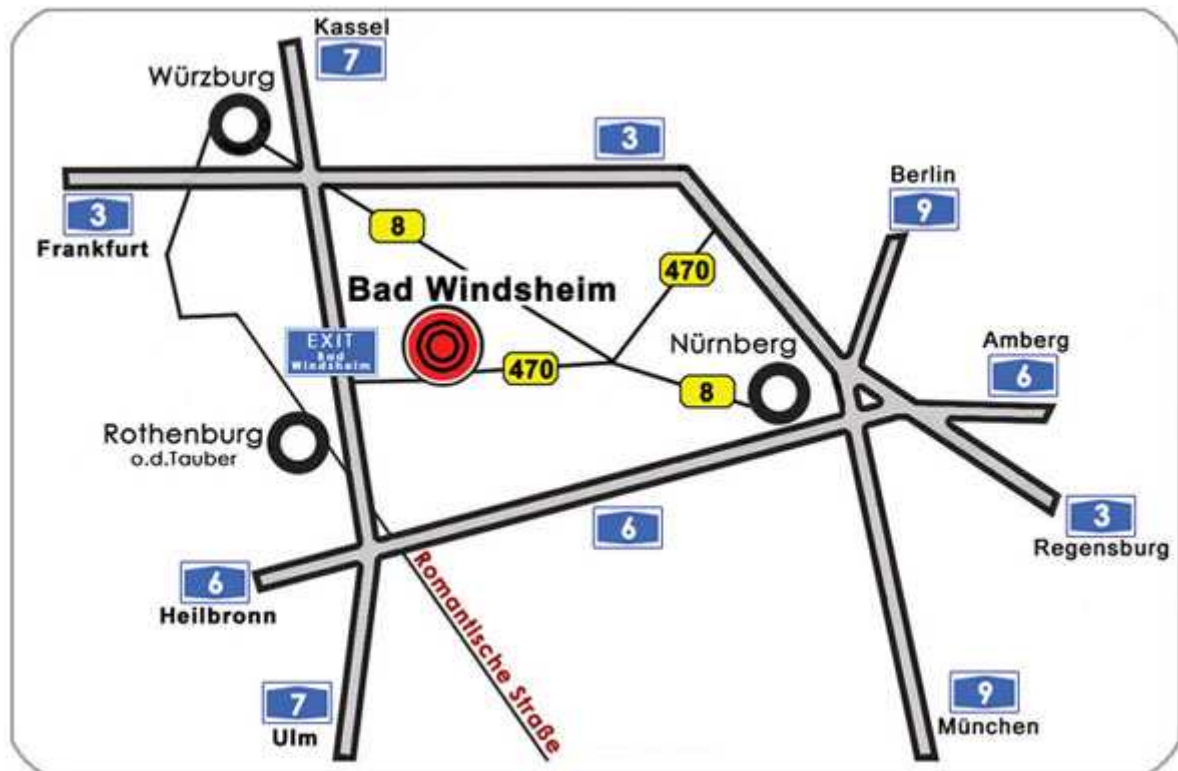 Kassel
7
Würzburg
3
Berlin
9
3
Frankfurt
8
470
Bad Windsheim
EXIT
Bad
Windsheim
470
Nürnberg
8
Amberg
6
Rothenburg
o.d.Tauber
6
3
Regensburg
6
Heilbronn
Romantische Straße
7
Ulm
9
München